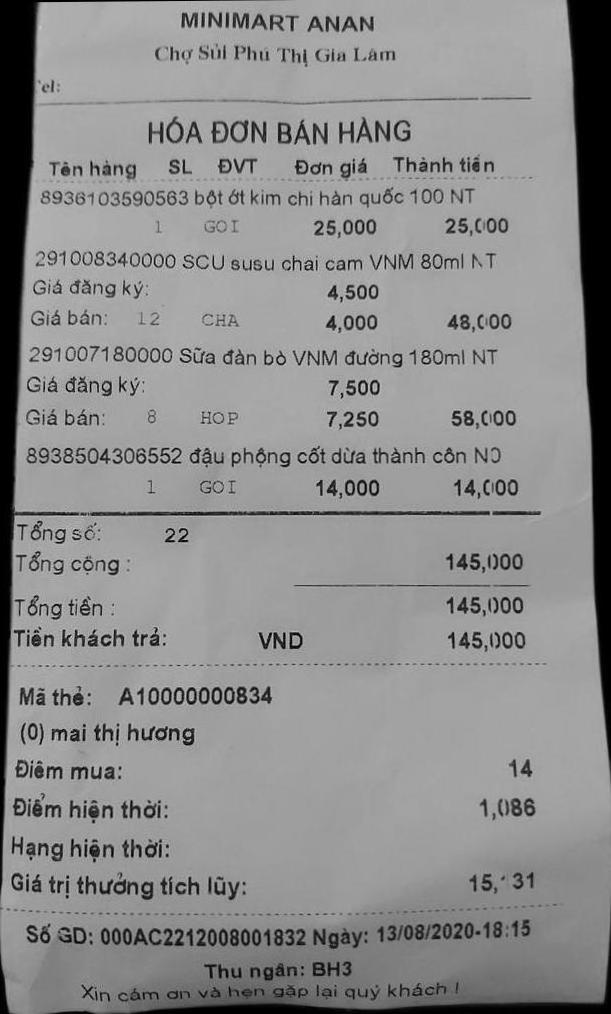 MINIMART ANAN
Chợ Sủi Phú Thị Gia Lâm
Tel:
HÓA ĐƠN BÁN HÀNG
Tên hàng SL ĐVT Đơn giá Thành tiền
8936103590563 bột ớt kim chi hàn quốc 100 NT
1 GOI 25,000 25,000
291008340000 SCU susu chai cam VNM 80ml NT
Giá đăng ký: 4,500
Giá bán: 12 CHA 4,000 48,000
291007180000 Sữa đàn bò VNM đường 180ml NT
Giá đăng ký: 7,500
Giá bán: 8 HOP 7,250 58,000
8938504306552 đậu phộng cốt dừa thành côn NO
1 GOI 14,000 14,000
Tổng số: 22
Tổng cộng : 145,000
Tổng tiền : 145,000
Tiền khách trả: VND 145,000
Mã thẻ: A10000000834
(0) mai thị hương
Điêm mua: 14
Điểm hiện thời: 1,086
Hạng hiện thời:
Giá trị thưởng tích lũy:
Số GD: 000AC2212008001832 Ngày: 13/08/2020-18:15
Thu ngân: BH3
Xin cám ơn và hẹn gặp lại quý khách !